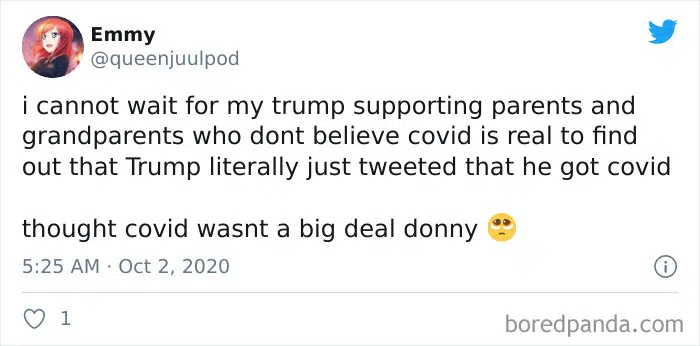 Emmy
@queenjuulpod
i cannot wait for my trump supporting parents and
grandparents who dont believe covid is real to find
out that Trump literally just tweeted that he got covid
thought covid wasnt a big deal donny 🥺
5:25 AM · Oct 2, 2020
1
boredpanda.com